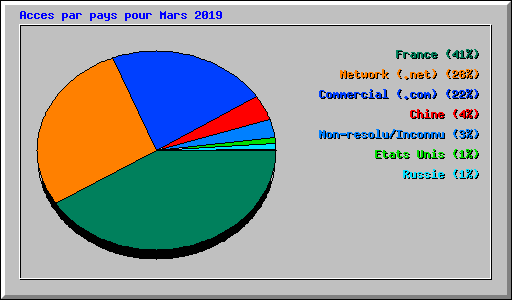 Acces par pays pour Mars 2019
France (41%)
Network (.net) (28%)
Commercial (.com) (22%)
Chine (4%)
Non-resolu/Inconnu (3%)
Etats Unis (1%)
Russie (1%)